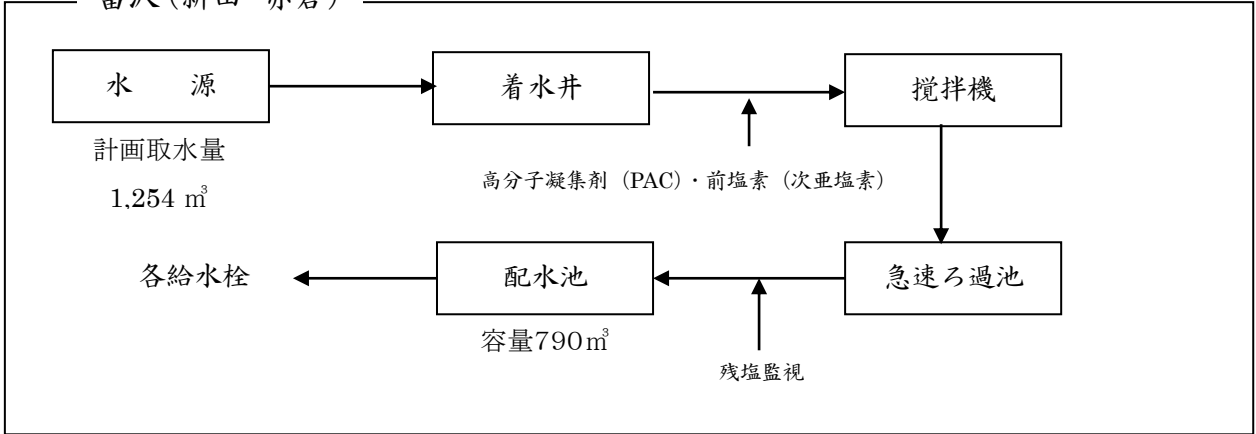 水　　源
着水井
攪拌機
計画取水量
1,254 ㎥
高分子凝集剤（PAC）・前塩素（次亜塩素）
各給水栓
配水池
急速ろ過池
容量790㎥
残塩監視